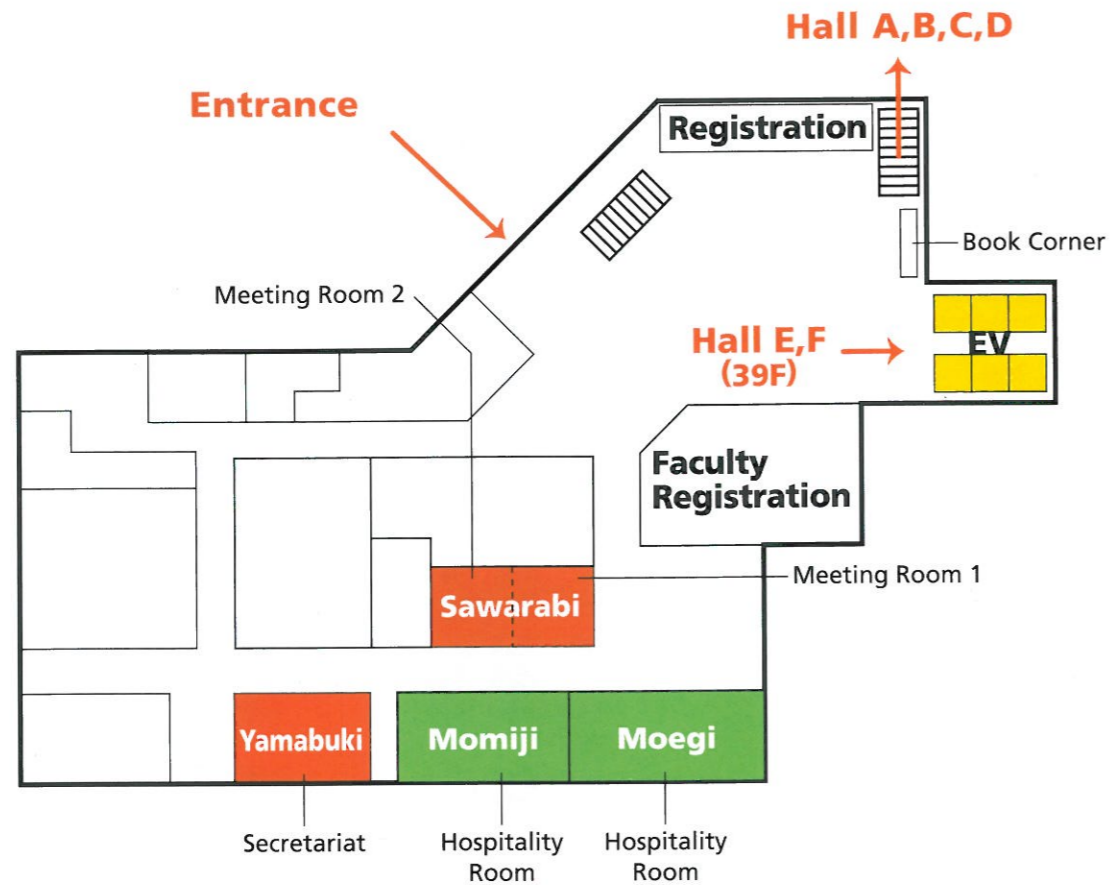 Hall A,B,C,D
Entrance
Registration
Book Corner
Meeting Room 2
Hall E,F
(39F)
EV
Faculty
Registration
Meeting Room 1
Sawarabi
Yamabuki
Momiji
Moegi
Secretariat
Hospitality
Room
Hospitality
Room